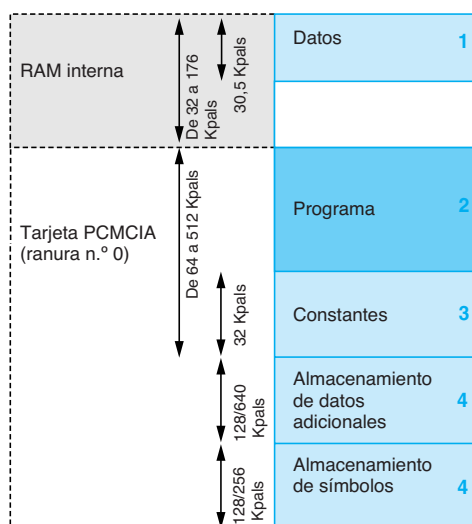 RAM interna
De 32 a 176
Kpals
30,5 Kpals
Datos 1
Tarjeta PCMCIA
(ranura n.º 0)
De 64 a 512 Kpals
Programa 2
32 Kpals
Constantes 3
128/640
Kpals
Almacenamiento
de datos 4
adicionales
128/256
Kpals
Almacenamiento
de símbolos 4